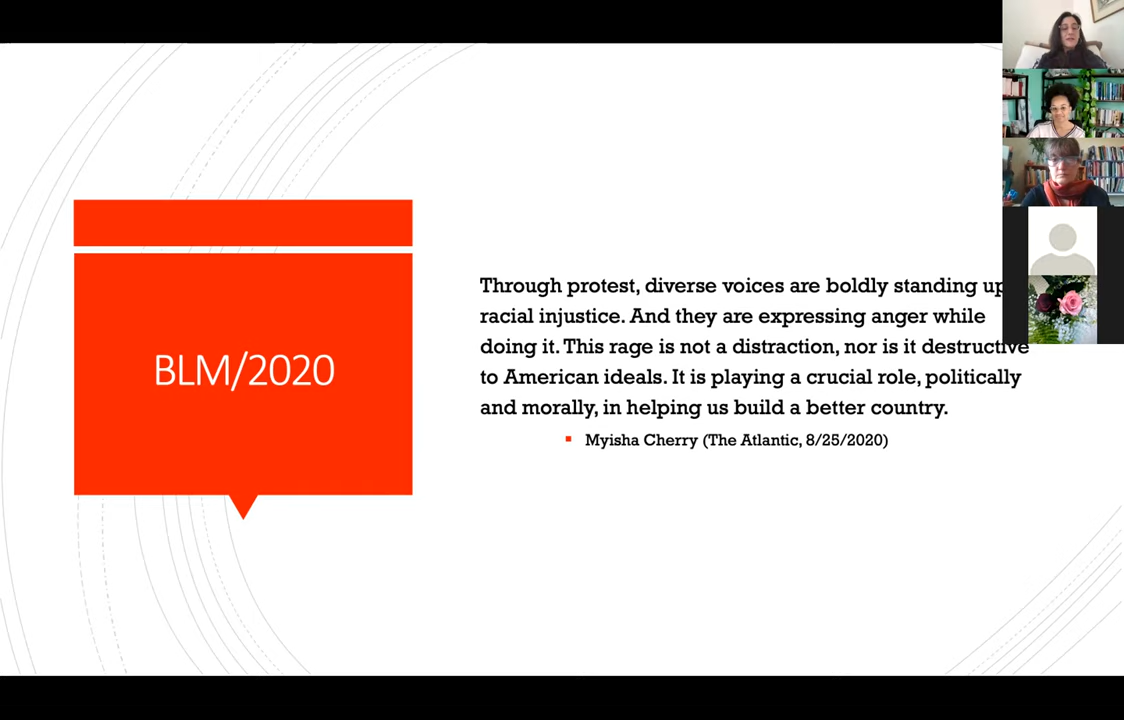 BLM/2020
Through protest, diverse voices are boldly standing up
racial injustice. And they are expressing anger while
doing it. This rage is not a distraction, nor is it destructive
to American ideals. It is playing a crucial role, politically
and morally, in helping us build a better country.
Myisha Cherry (The Atlantic, 8/25/2020)